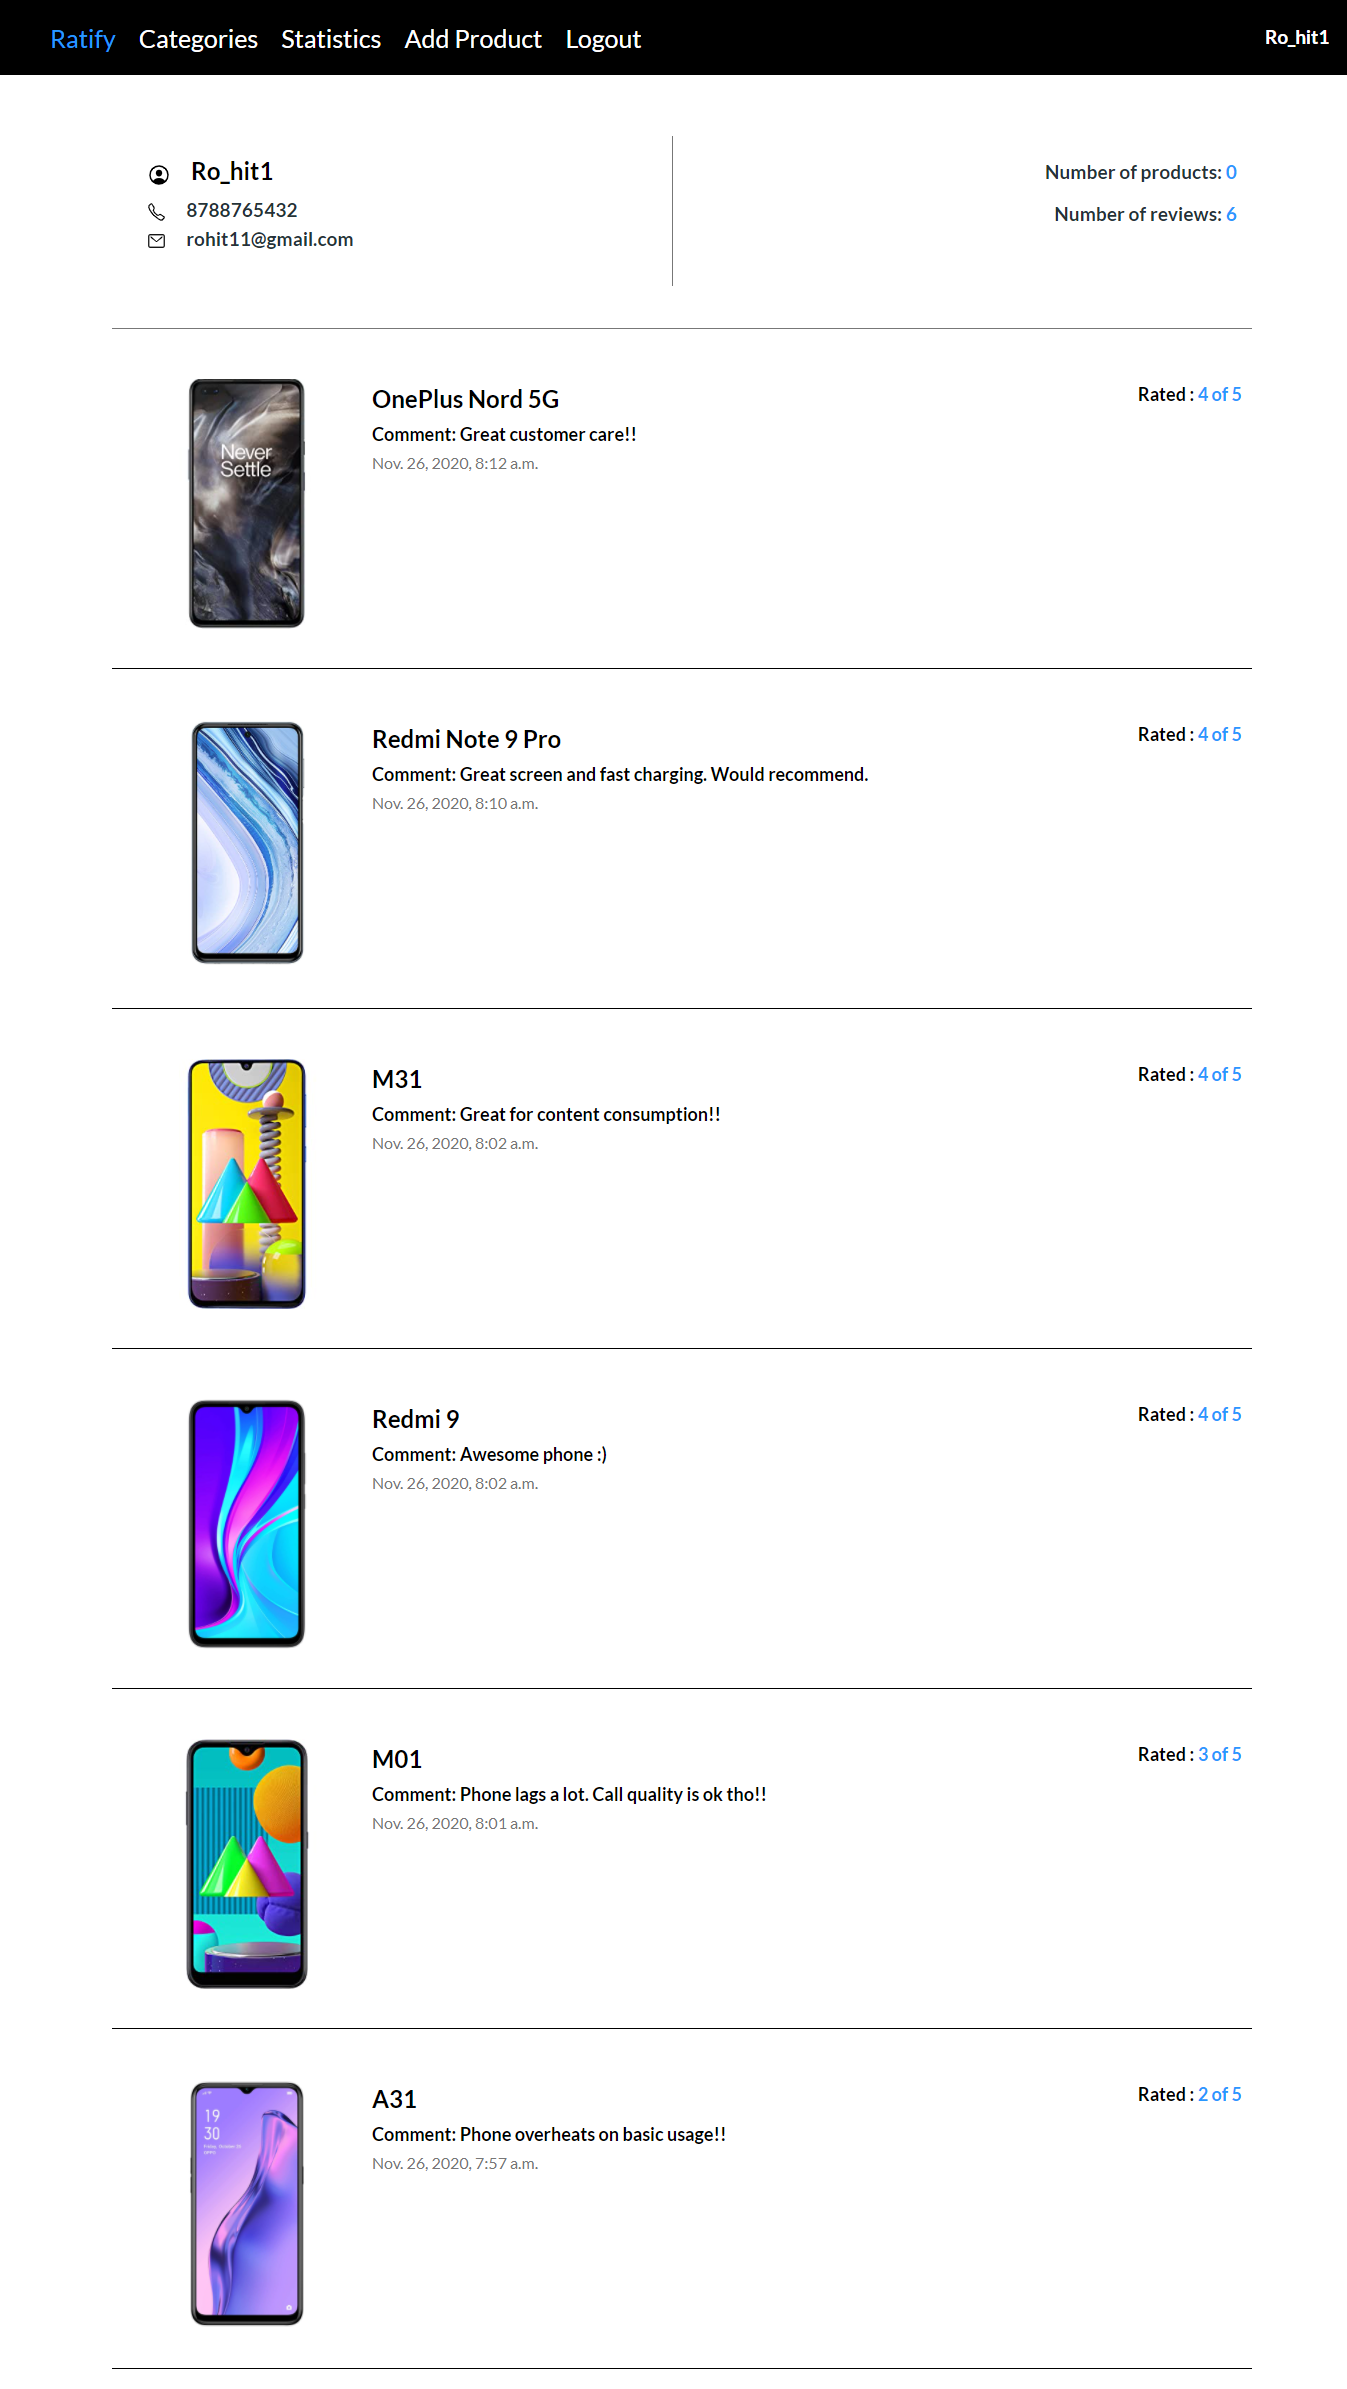 Ratify Categories Statistics Add Product Logout Ro_hit1
Ro_hit1
8788765432
rohit11@gmail.com
Number of products: 0
Number of reviews: 6
OnePlus Nord 5G
Rated : 4 of 5
Comment: Great customer care!!
Nov. 26, 2020, 8:12 a.m.
Never
Settle
Redmi Note 9 Pro
Rated : 4 of 5
Comment: Great screen and fast charging. Would recommend.
Nov. 26, 2020, 8:10 a.m.
M31
Rated : 4 of 5
Comment: Great for content consumption!!
Nov. 26, 2020, 8:02 a.m.
Redmi 9
Rated : 4 of 5
Comment: Awesome phone :)
Nov. 26, 2020, 8:02 a.m.
M01
Rated : 3 of 5
Comment: Phone lags a lot. Call quality is ok tho!!
Nov. 26, 2020, 8:01 a.m.
A31
Rated : 2 of 5
Comment: Phone overheats on basic usage!!
Nov. 26, 2020, 7:57 a.m.
19
30